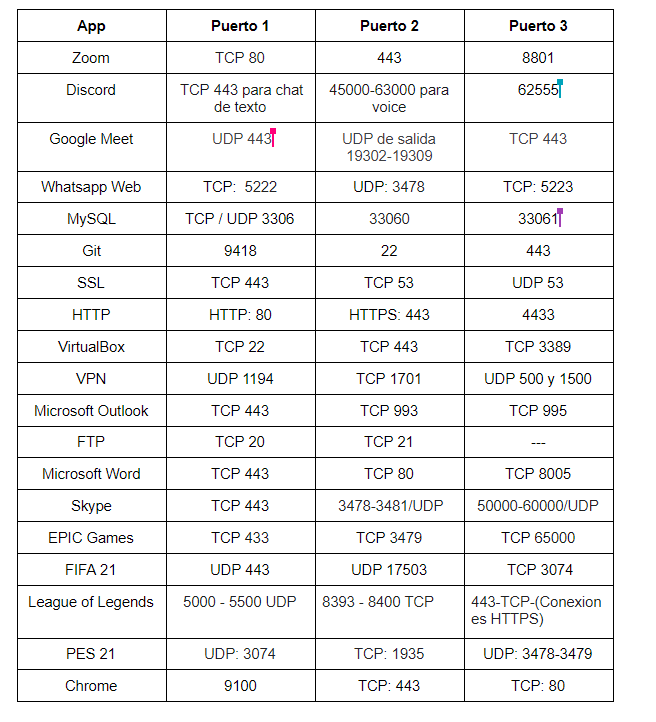 App Puerto 1 Puerto 2 Puerto 3
Zoom TCP 80 443 8801
Discord TCP 443 para chat de texto 45000-63000 para voice 62555
Google Meet UDP 443 UDP de salida 19302-19309 TCP 443
Whatsapp Web TCP: 5222 UDP: 3478 TCP: 5223
MySQL TCP / UDP 3306 33060 33061
Git 9418 22 443
SSL TCP 443 TCP 53 UDP 53
HTTP HTTP: 80 HTTPS: 443 4433
VirtualBox TCP 22 TCP 443 TCP 3389
VPN UDP 1194 TCP 1701 UDP 500 y 1500
Microsoft Outlook TCP 443 TCP 993 TCP 995
FTP TCP 20 TCP 21 ---
Microsoft Word TCP 443 TCP 80 TCP 8005
Skype TCP 443 3478-3481/UDP 50000-60000/UDP
EPIC Games TCP 433 TCP 3479 TCP 65000
FIFA 21 UDP 443 UDP 17503 TCP 3074
League of Legends 5000 - 5500 UDP 8393 - 8400 TCP 443-TCP-(Conexion es HTTPS)
PES 21 UDP: 3074 TCP: 1935 UDP: 3478-3479
Chrome 9100 TCP: 443 TCP: 80